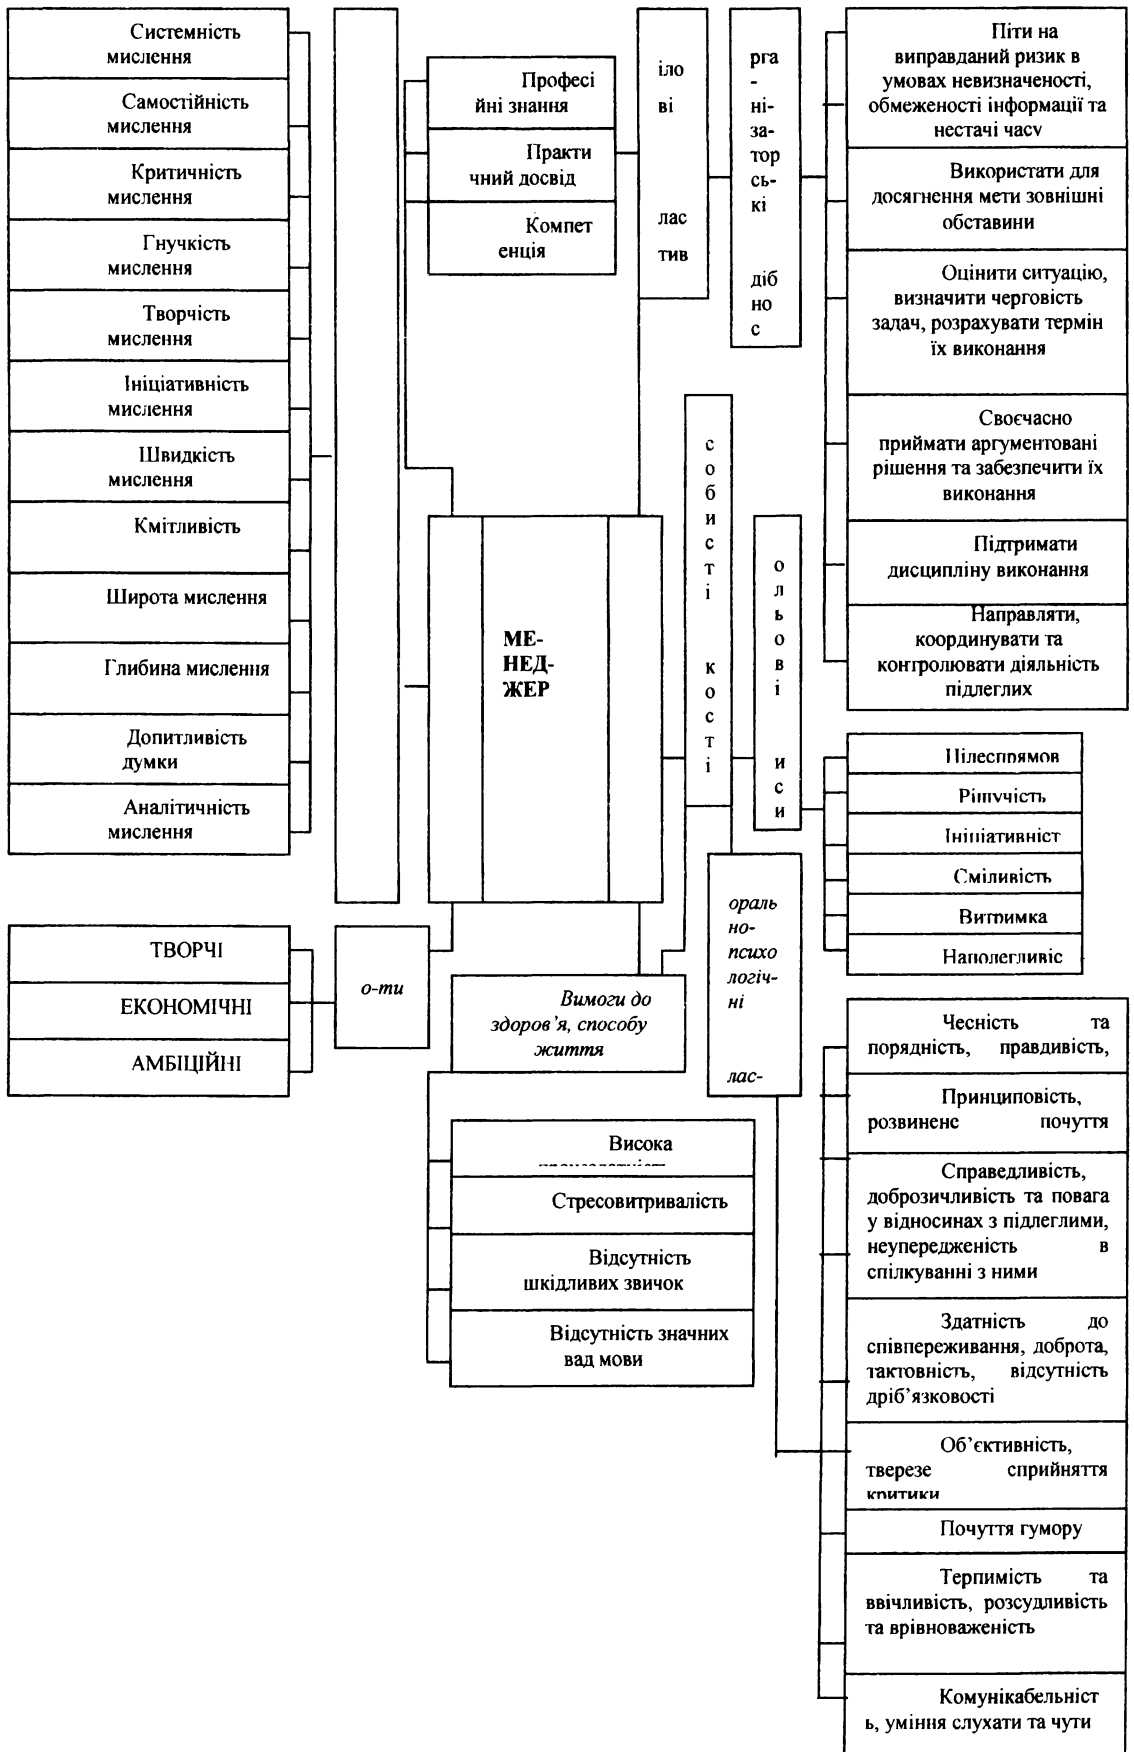 Системність
мислення
Самостійність
мислення
Критичність
мислення
Гнучкість
мислення
Творчість
мислення
Ініціативність
мислення
Швидкість
мислення
Кмітливість
Широта мислення
Глибина мислення
Допитливість
думки
Аналітичність
мислення
Професі
йні знання
Практи
чний досвід
Компет
енція
іло
ві
лас
тив
рга
-
ні-
за-
тор
сь-
кі
діб
но
с
Піти на
виправданий ризик в
умовах невизначеності,
обмеженості інформації та
нестачі часу
Використати для
досягнення мети зовнішні
обставини
Оцінити ситуацію,
визначити черговість
задач, розрахувати термін
їх виконання
Своєчасно
приймати аргументовані
рішення та забезпечити їх
виконання
Підтримати
дисципліну виконання
Направляти,
координувати та
контролювати діяльність
підлеглих
МЕ-
НЕД-
ЖЕР
с
о
б
и
с
т
і
к
о
с
т
і
о
л
ь
о
в
і
и
с
и
Цілеспрямов
Рішучість
Ініціативніст
Сміливість
Витримка
Наполегливіс
ТВОРЧІ
ЕКОНОМІЧНІ
АМБІЦІЙНІ
о-ти
Вимоги до
здоров’я, способу
життя
ораль
но-
психо
логіч-
ні
лас-
Висока
Стресовитривалість
Відсутність
шкідливих звичок
Відсутність значних
вад мови
Чесність та
порядність, правдивість,
Принциповість,
розвинене почуття
Справедливість,
доброзичливість та повага
у відносинах з підлеглими,
неупередженість в
спілкуванні з ними
Здатність до
співпереживання, доброта,
тактовність, відсутність
дріб’язковості
Об’єктивність,
тверезе сприйняття
критики
Почуття гумору
Терпимість та
ввічливість, розсудливість
та врівноваженість
Комунікабельніст
ь, уміння слухати та чути